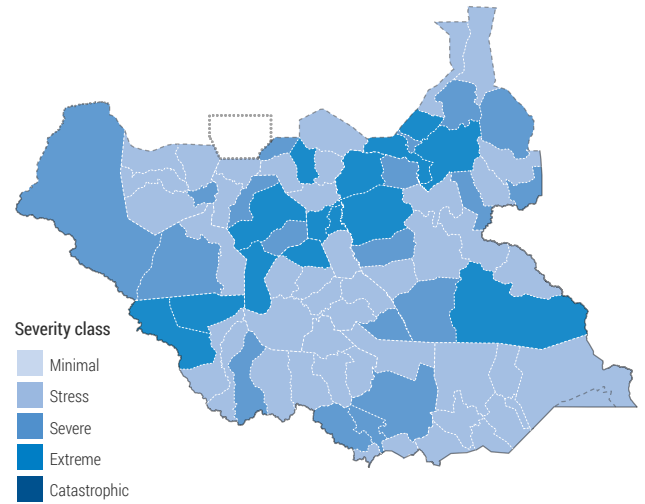 Severity class
Minimal
Stress
Severe
Extreme
Catastrophic